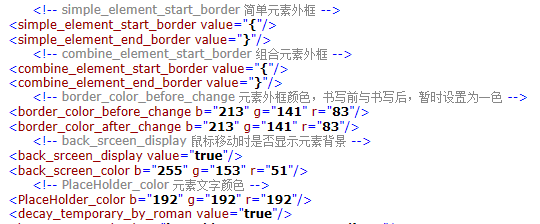 <!-- simple_element_start_border 简单元素外框 -->
<simple_element_start_border value="{"/>
<simple_element_end_border value="}"/>
<!-- combine_element_start_border 组合元素外框 -->
<combine_element_start_border value="{"/>
<combine_element_end_border value="}"/>
<!-- border_color_before_change 元素外框颜色，书写前与书写后，暂时设置为一色 -->
<border_color_before_change b="213" g="141" r="83"/>
<border_color_after_change b="213" g="141" r="83"/>
<!-- back_srceen_display 鼠标移动时是否显示元素背景 -->
<back_srceen_display value="true"/>
<back_srceen_color b="255" g="153" r="51"/>
<!-- PlaceHolder_color 元素文字颜色 -->
<PlaceHolder_color b="192" g="192" r="192"/>
<decay_temporary_by_roman value="true"/>